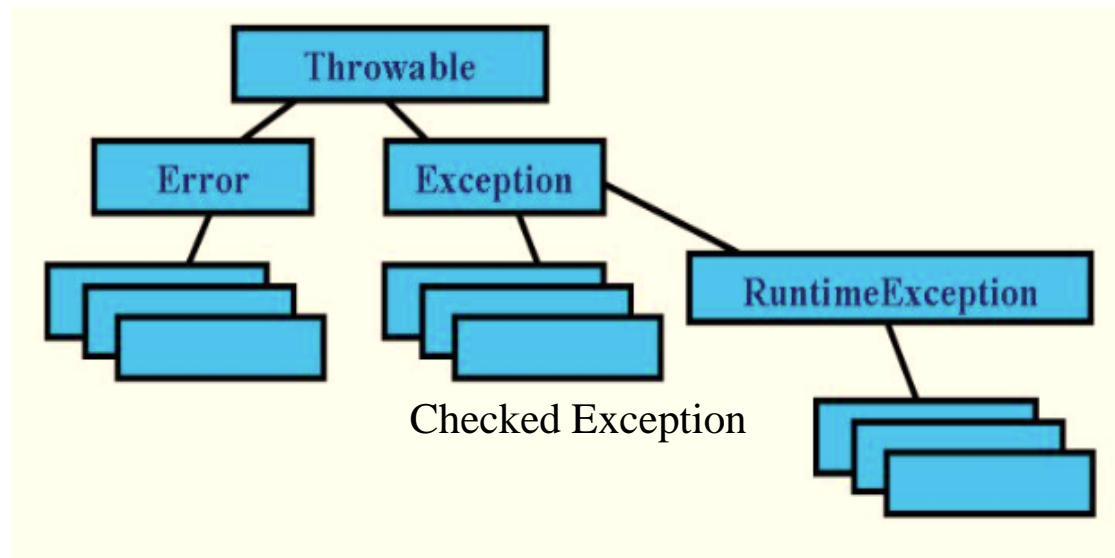 Throwable
Error
Exception
RuntimeException
Checked Exception